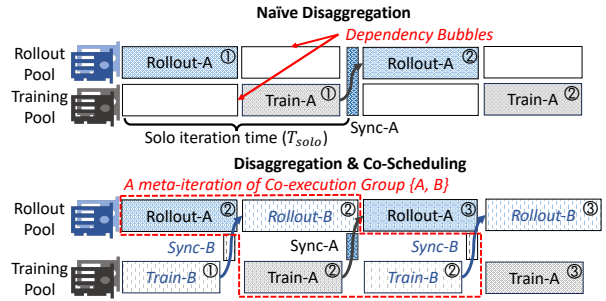 Naïve Disaggregation
Dependency Bubbles
Rollout Pool
Rollout-A ①
Rollout-A ②
Training Pool
Train-A ①
Train-A ②
Solo iteration time (T_solo)
Sync-A
Disaggregation & Co-Scheduling
A meta-iteration of Co-execution Group {A, B}
Rollout Pool
Rollout-A ②
Rollout-B ②
Rollout-A ③
Rollout-B ③
Sync-B
Sync-A
Sync-B
Training Pool
Train-B ①
Train-A ②
Train-B ②
Train-A ③